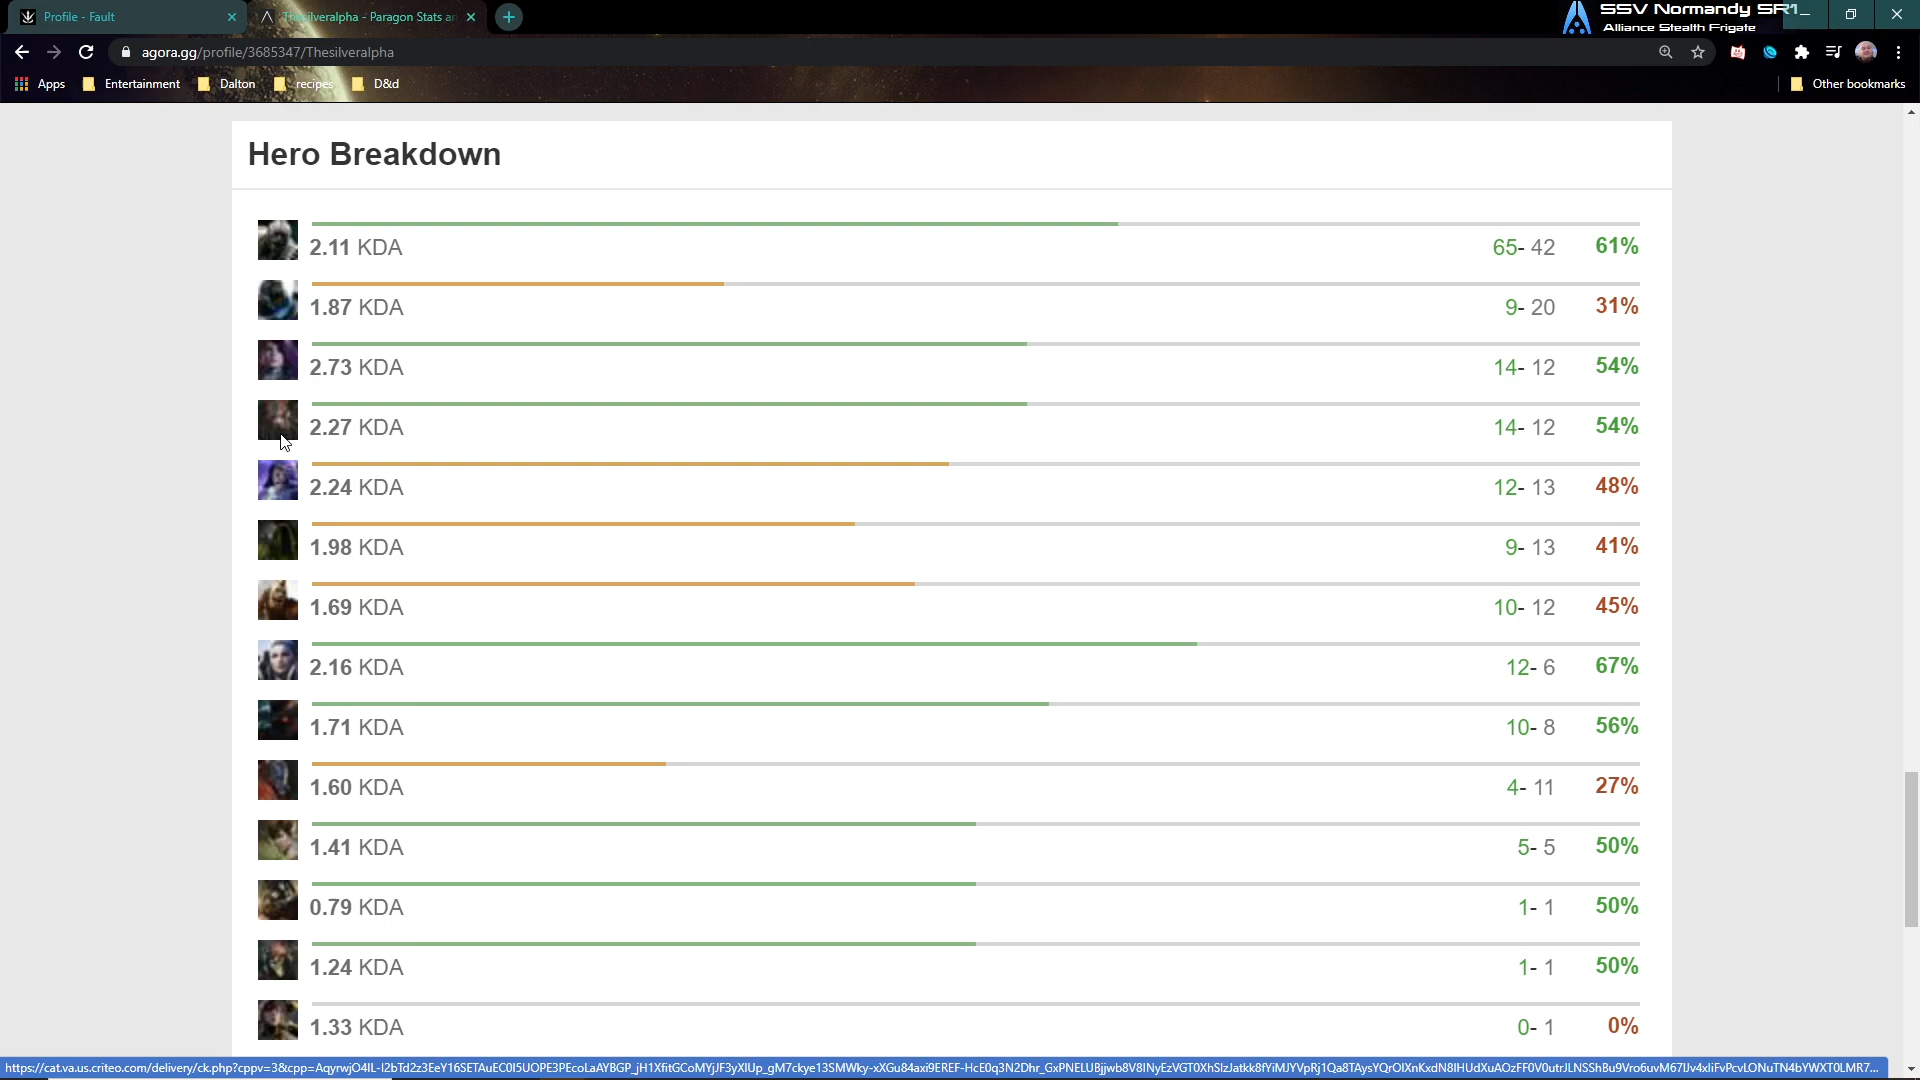 Profile - Fault
Thesilveralpha - Paragon Stats an
SSV Normandy SR1
Alliance Stealth Frigate
agora.gg/profile/3685347/Thesilveralpha
Apps
Entertainment
Dalton
recipes
D&d
Other bookmarks
Hero Breakdown
2.11 KDA 65- 42 61%
1.87 KDA 9- 20 31%
2.73 KDA 14- 12 54%
2.27 KDA 14- 12 54%
2.24 KDA 12- 13 48%
1.98 KDA 9- 13 41%
1.69 KDA 10- 12 45%
2.16 KDA 12- 6 67%
1.71 KDA 10- 8 56%
1.60 KDA 4- 11 27%
1.41 KDA 5- 5 50%
0.79 KDA 1- 1 50%
1.24 KDA 1- 1 50%
1.33 KDA 0- 1 0%